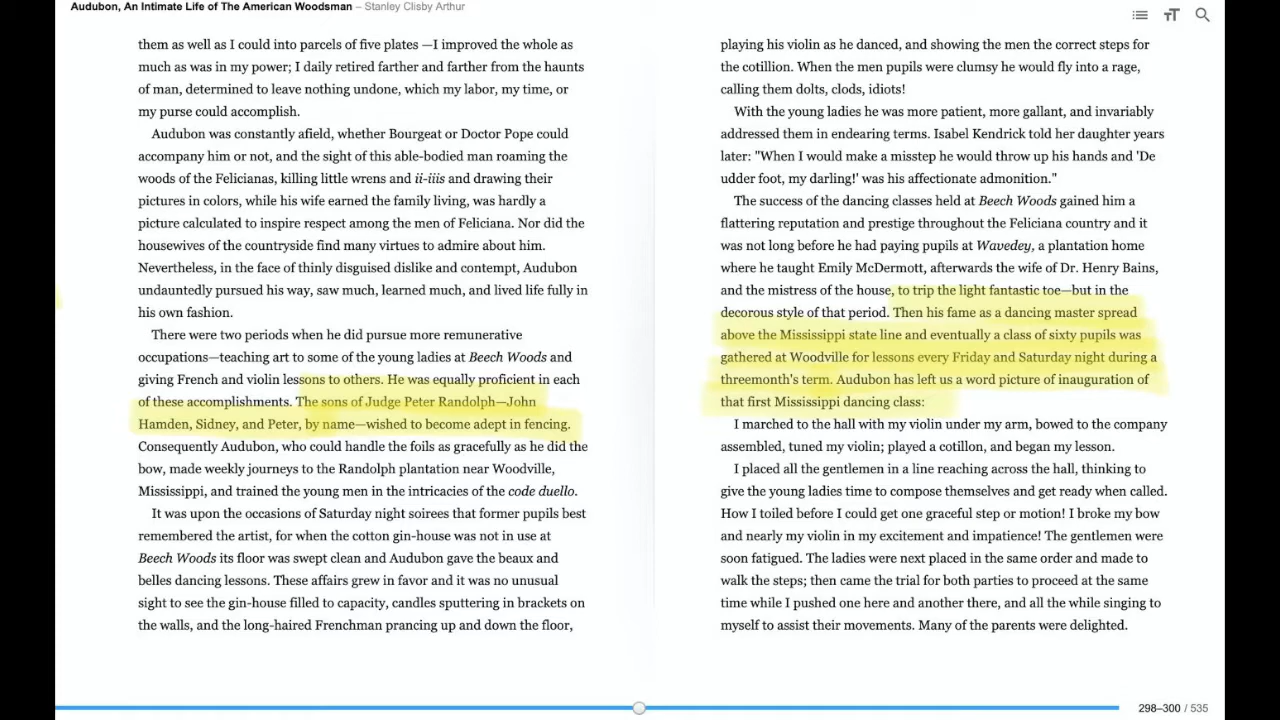 Audubon, An Intimate Life of The American Woodsman – Stanley Clisby Arthur
them as well as I could into parcels of five plates —I improved the whole as
much as was in my power; I daily retired farther and farther from the haunts
of man, determined to leave nothing undone, which my labor, my time, or
my purse could accomplish.
Audubon was constantly afield, whether Bourgeat or Doctor Pope could
accompany him or not, and the sight of this able-bodied man roaming the
woods of the Felicianas, killing little wrens and ii-iiis and drawing their
pictures in colors, while his wife earned the family living, was hardly a
picture calculated to inspire respect among the men of Feliciana. Nor did the
housewives of the countryside find many virtues to admire about him.
Nevertheless, in the face of thinly disguised dislike and contempt, Audubon
undauntedly pursued his way, saw much, learned much, and lived life fully in
his own fashion.
There were two periods when he did pursue more remunerative
occupations—teaching art to some of the young ladies at Beech Woods and
giving French and violin lessons to others. He was equally proficient in each
of these accomplishments. The sons of Judge Peter Randolph—John
Hamden, Sidney, and Peter, by name—wished to become adept in fencing.
Consequently Audubon, who could handle the foils as gracefully as he did the
bow, made weekly journeys to the Randolph plantation near Woodville,
Mississippi, and trained the young men in the intricacies of the code duello.
It was upon the occasions of Saturday night soirees that former pupils best
remembered the artist, for when the cotton gin-house was not in use at
Beech Woods its floor was swept clean and Audubon gave the beaux and
belles dancing lessons. These affairs grew in favor and it was no unusual
sight to see the gin-house filled to capacity, candles sputtering in brackets on
the walls, and the long-haired Frenchman prancing up and down the floor,
playing his violin as he danced, and showing the men the correct steps for
the cotillion. When the men pupils were clumsy he would fly into a rage,
calling them dolts, clods, idiots!
With the young ladies he was more patient, more gallant, and invariably
addressed them in endearing terms. Isabel Kendrick told her daughter years
later: "When I would make a misstep he would throw up his hands and 'De
udder foot, my darling!' was his affectionate admonition."
The success of the dancing classes held at Beech Woods gained him a
flattering reputation and prestige throughout the Feliciana country and it
was not long before he had paying pupils at Wavedey, a plantation home
where he taught Emily McDermott, afterwards the wife of Dr. Henry Bains,
and the mistress of the house, to trip the light fantastic toe—but in the
decorous style of that period. Then his fame as a dancing master spread
above the Mississippi state line and eventually a class of sixty pupils was
gathered at Woodville for lessons every Friday and Saturday night during a
threemonth's term. Audubon has left us a word picture of inauguration of
that first Mississippi dancing class:
I marched to the hall with my violin under my arm, bowed to the company
assembled, tuned my violin; played a cotillon, and began my lesson.
I placed all the gentlemen in a line reaching across the hall, thinking to
give the young ladies time to compose themselves and get ready when called.
How I toiled before I could get one graceful step or motion! I broke my bow
and nearly my violin in my excitement and impatience! The gentlemen were
soon fatigued. The ladies were next placed in the same order and made to
walk the steps; then came the trial for both parties to proceed at the same
time while I pushed one here and another there, and all the while singing to
myself to assist their movements. Many of the parents were delighted.
298–300 / 535